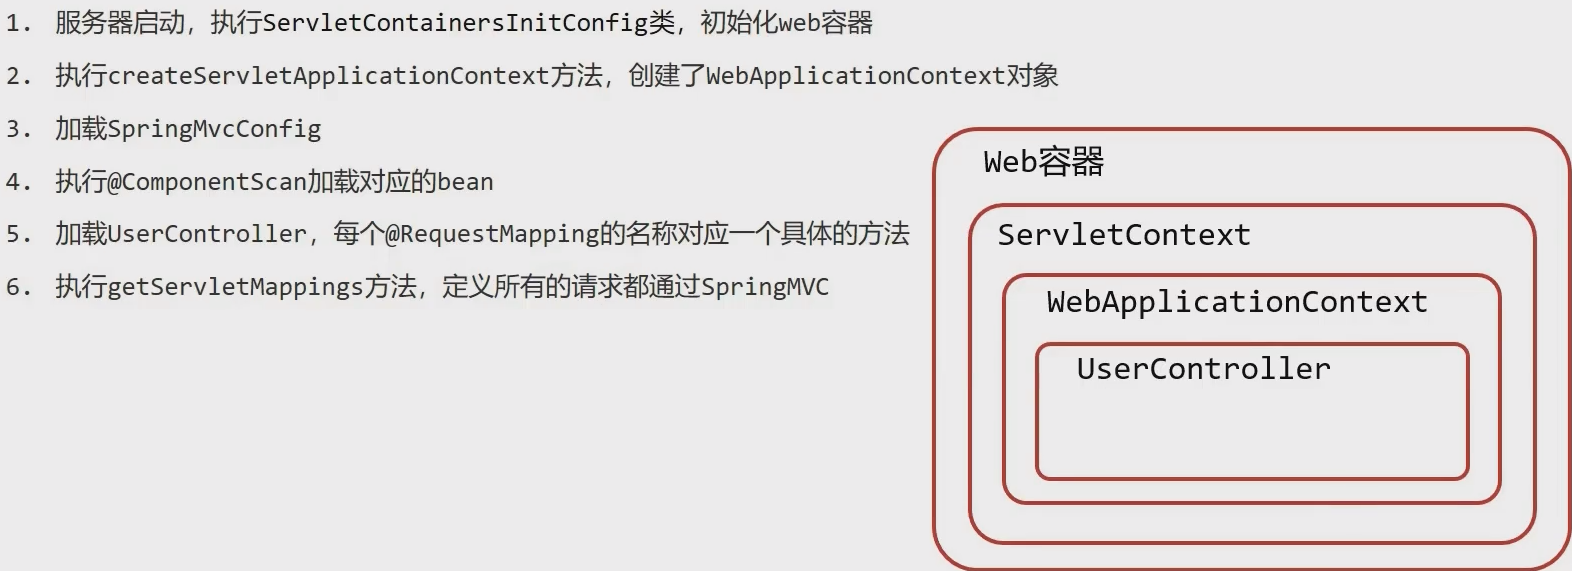 1. 服务器启动，执行ServletContainersInitConfig类，初始化web容器
2. 执行createServletApplicationContext方法，创建了WebApplicationContext对象
3. 加载SpringMvcConfig
4. 执行@ComponentScan加载对应的bean
5. 加载UserController，每个@RequestMapping的名称对应一个具体的方法
6. 执行getServletMappings方法，定义所有的请求都通过SpringMVC
Web容器
ServletContext
WebApplicationContext
UserController